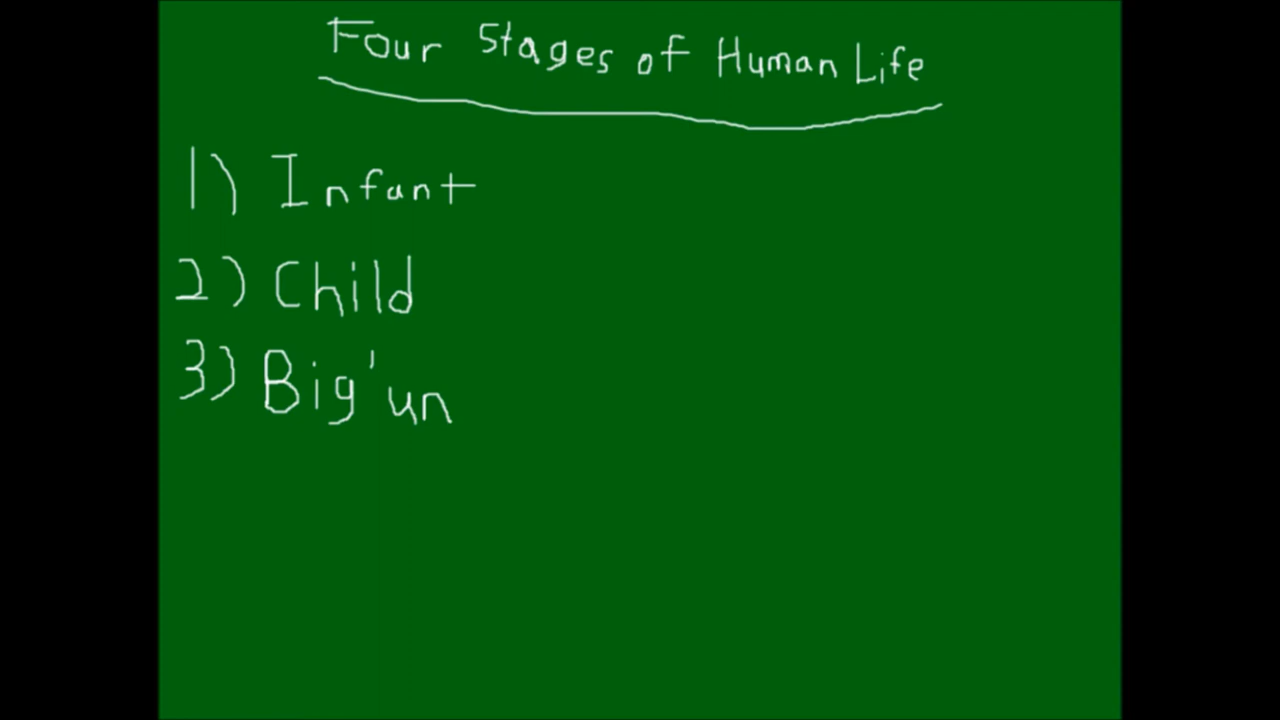 Four Stages of Human Life
1) Infant
2) Child
3) Big'un